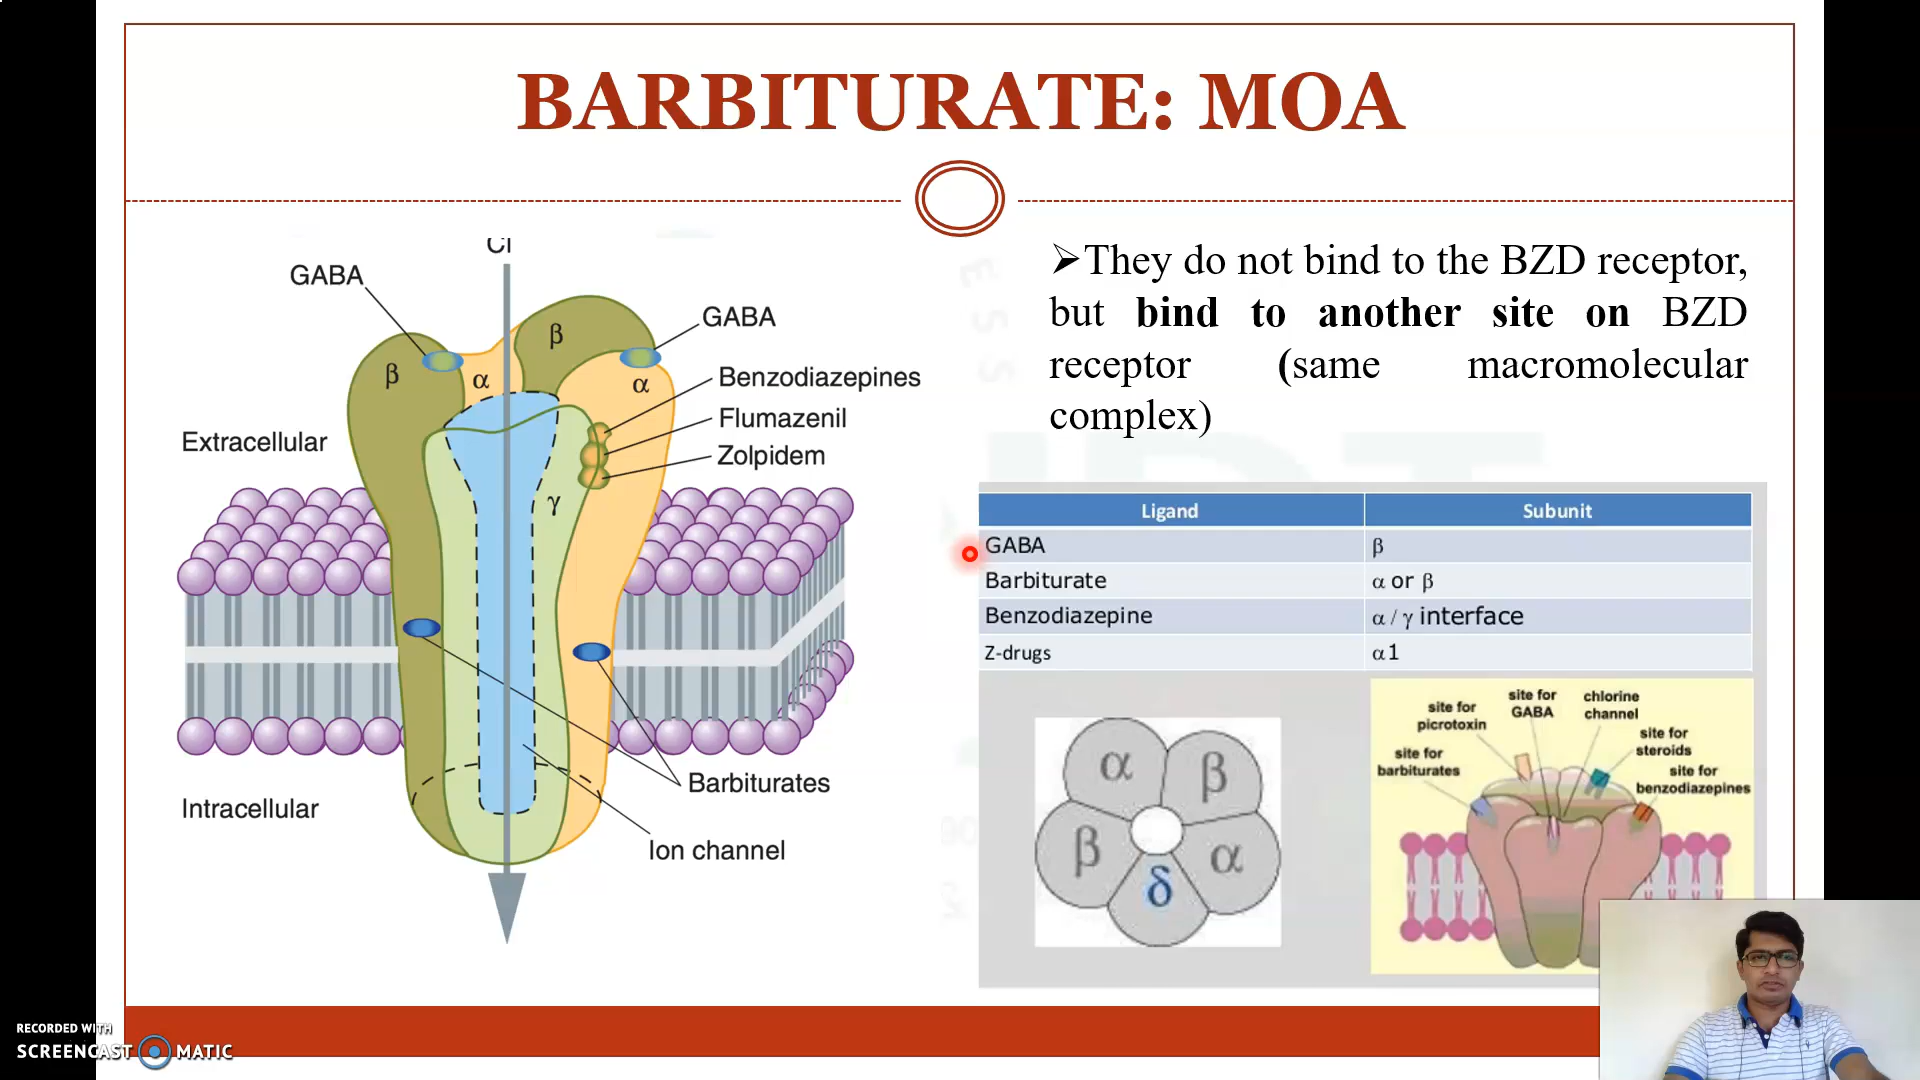 BARBITURATE: MOA
Cl
GABA
GABA
β
β
α
α
Benzodiazepines
Flumazenil
Zolpidem
Extracellular
γ
Intracellular
Barbiturates
Ion channel
➢They do not bind to the BZD receptor,
but bind to another site on BZD
receptor (same macromolecular
complex)
Ligand Subunit
GABA β
Barbiturate α or β
Benzodiazepine α / γ interface
Z-drugs α1
α
β
β
α
δ
site for
picrotoxin
site for
GABA
chlorine
channel
site for
steroids
site for
barbiturates
site for
benzodiazepines
RECORDED WITH
SCREENCAST MATIC